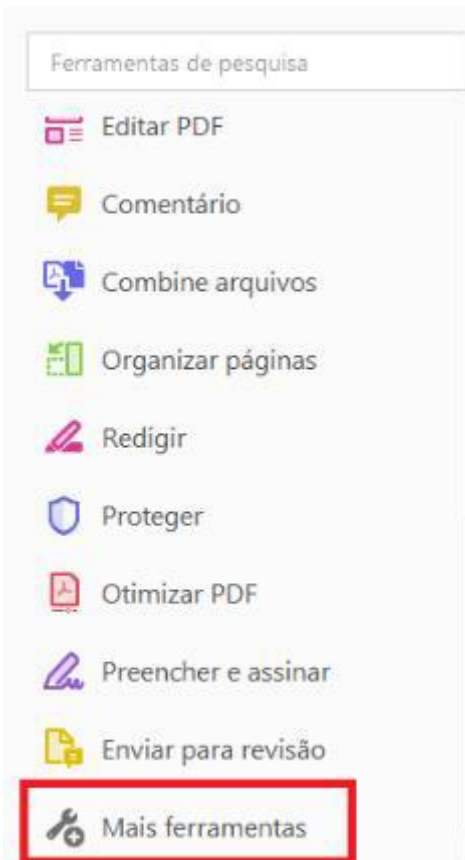 Ferramentas de pesquisa
Editar PDF
Comentário
Combine arquivos
Organizar páginas
Redigir
Proteger
Otimizar PDF
Preencher e assinar
Enviar para revisão
Mais ferramentas